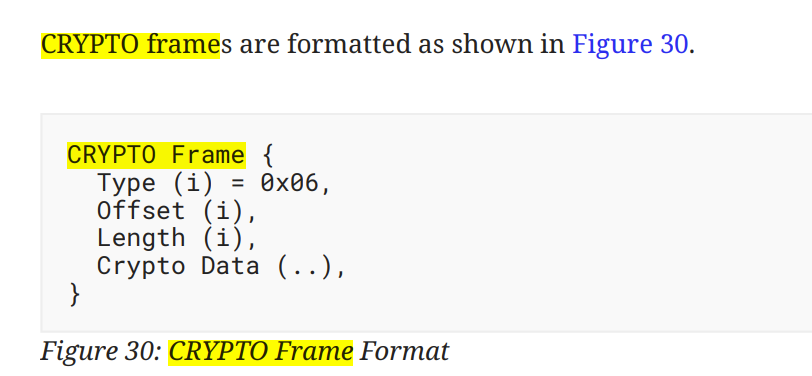 CRYPTO frames are formatted as shown in Figure 30.
CRYPTO Frame {
  Type (i) = 0x06,
  Offset (i),
  Length (i),
  Crypto Data (..),
}
Figure 30: CRYPTO Frame Format